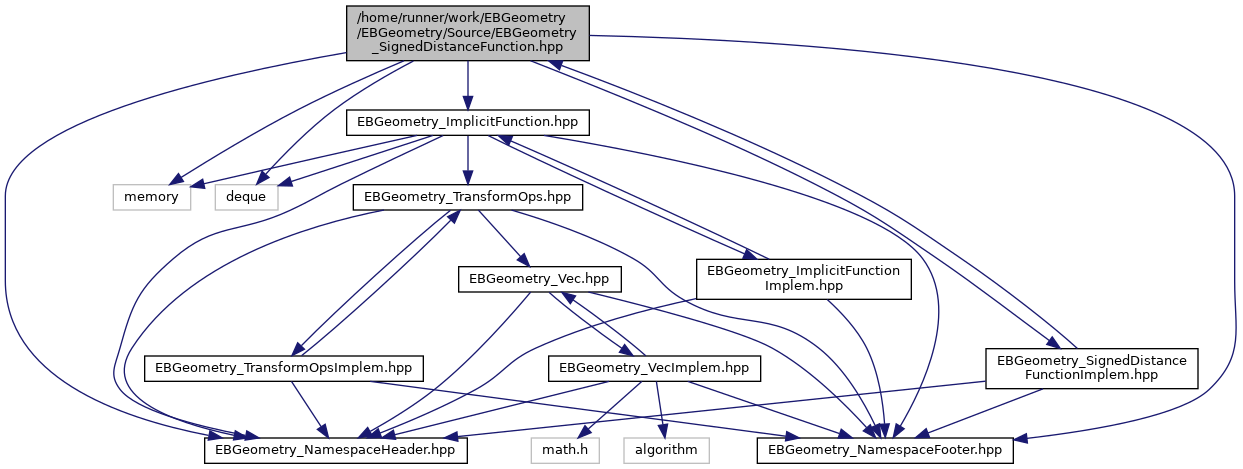 /home/runner/work/EBGeometry
/EBGeometry/Source/EBGeometry
_SignedDistanceFunction.hpp
EBGeometry_ImplicitFunction.hpp
memory
deque
EBGeometry_TransformOps.hpp
EBGeometry_Vec.hpp
EBGeometry_ImplicitFunction
Implem.hpp
EBGeometry_TransformOpsImplem.hpp
EBGeometry_VecImplem.hpp
EBGeometry_SignedDistance
FunctionImplem.hpp
EBGeometry_NamespaceHeader.hpp
math.h
algorithm
EBGeometry_NamespaceFooter.hpp